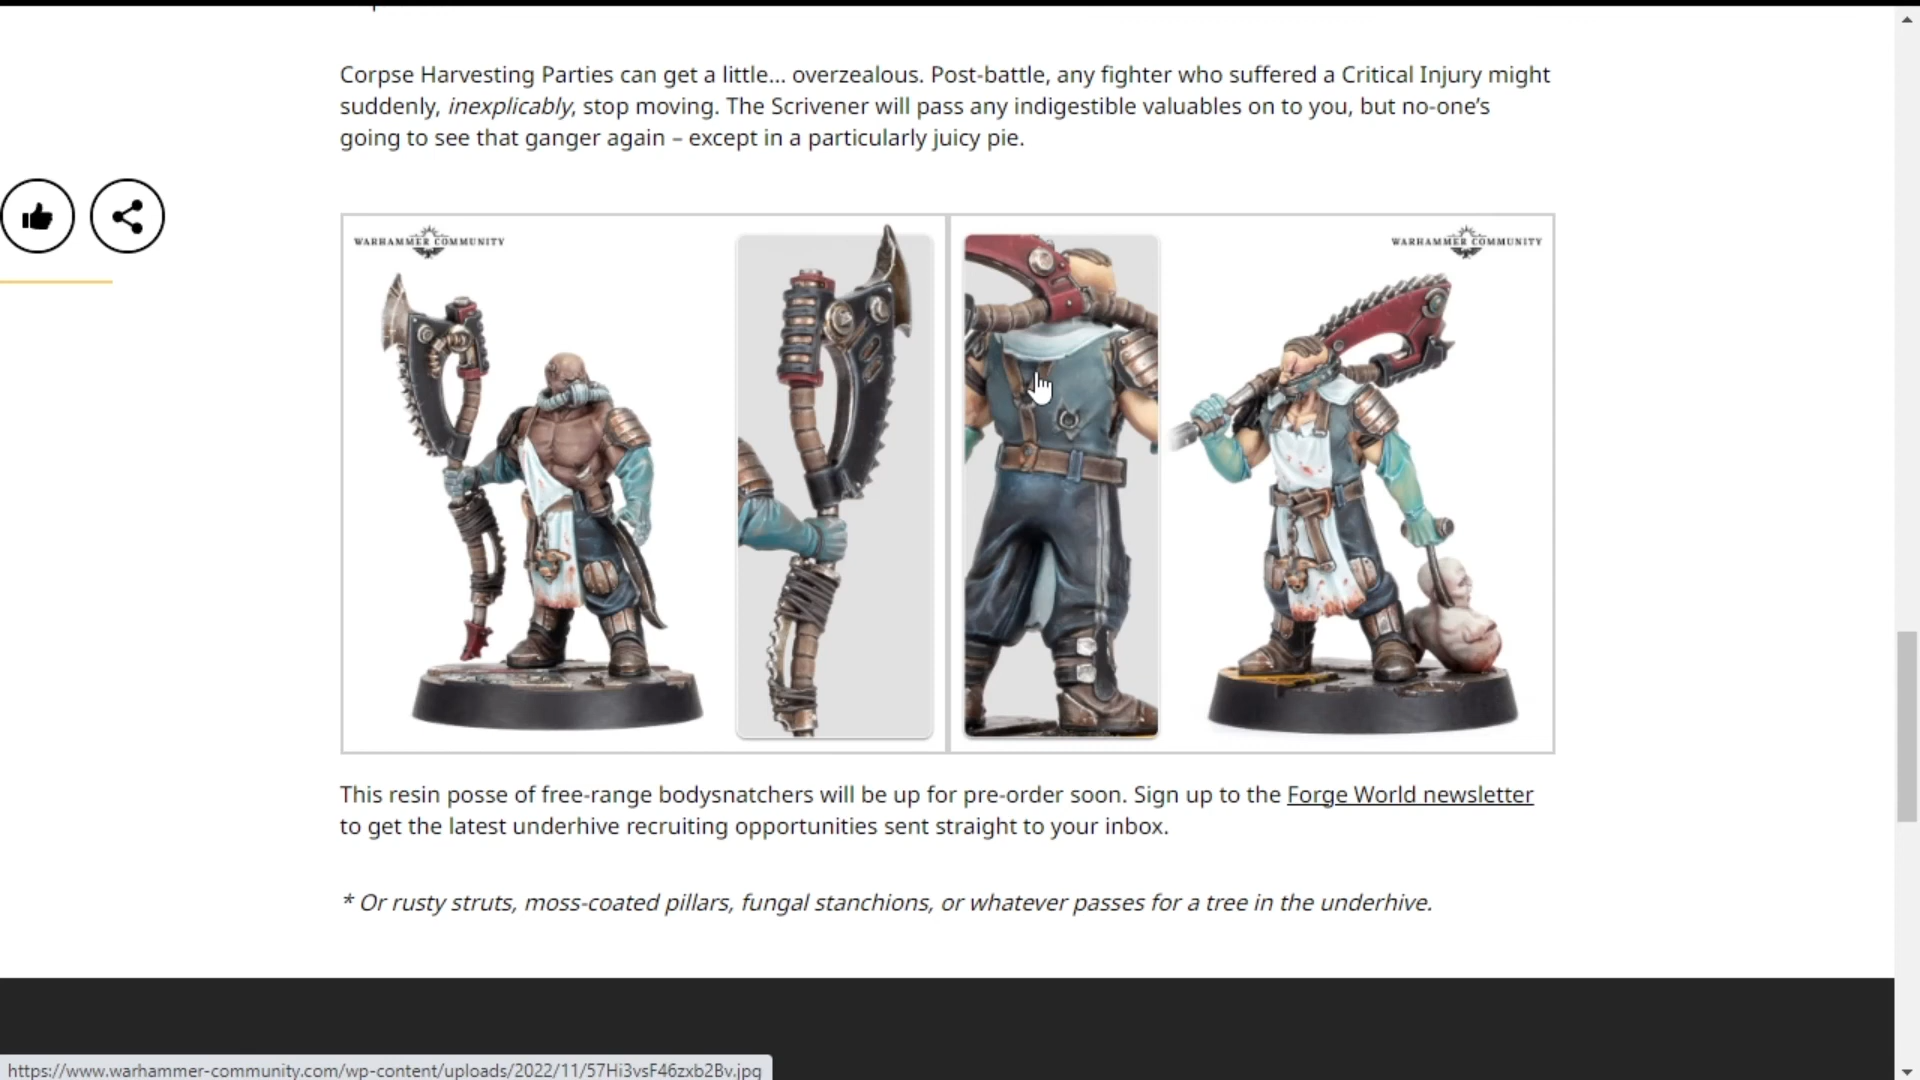 Corpse Harvesting Parties can get a little... overzealous. Post-battle, any fighter who suffered a Critical Injury might
suddenly, inexplicably, stop moving. The Scrivener will pass any indigestible valuables on to you, but no-one’s
going to see that ganger again – except in a particularly juicy pie.
WARHAMMER COMMUNITY
WARHAMMER COMMUNITY
This resin posse of free-range bodysnatchers will be up for pre-order soon. Sign up to the Forge World newsletter
to get the latest underhive recruiting opportunities sent straight to your inbox.
* Or rusty struts, moss-coated pillars, fungal stanchions, or whatever passes for a tree in the underhive.
https://www.warhammer-community.com/wp-content/uploads/2022/11/57Hi3vsF46zxb2Bv.jpg